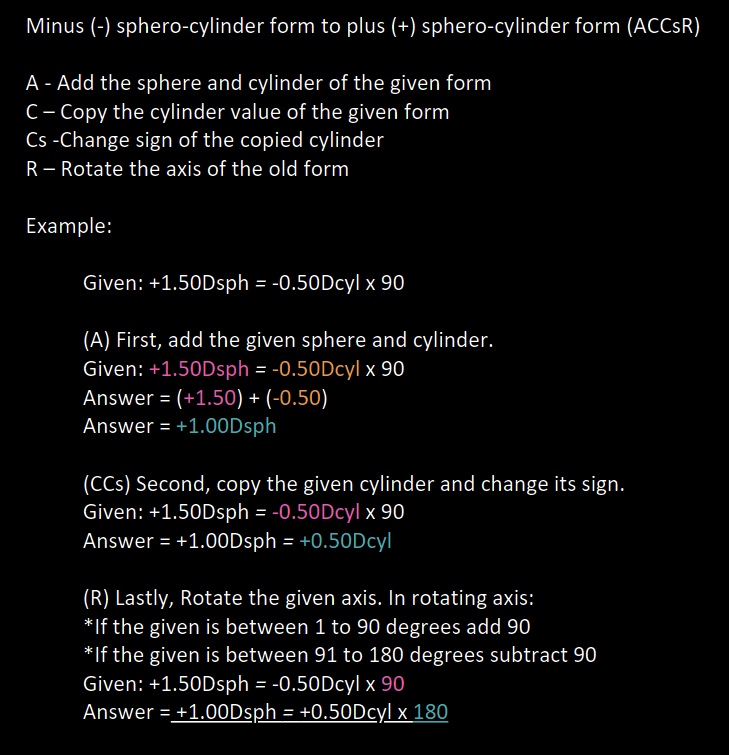 Minus (-) sphero-cylinder form to plus (+) sphero-cylinder form (ACCsR)
A - Add the sphere and cylinder of the given form
C – Copy the cylinder value of the given form
Cs -Change sign of the copied cylinder
R – Rotate the axis of the old form
Example:
Given: +1.50Dsph = -0.50Dcyl x 90
(A) First, add the given sphere and cylinder.
Given: +1.50Dsph = -0.50Dcyl x 90
Answer = (+1.50) + (-0.50)
Answer = +1.00Dsph
(CCs) Second, copy the given cylinder and change its sign.
Given: +1.50Dsph = -0.50Dcyl x 90
Answer = +1.00Dsph = +0.50Dcyl
(R) Lastly, Rotate the given axis. In rotating axis:
*If the given is between 1 to 90 degrees add 90
*If the given is between 91 to 180 degrees subtract 90
Given: +1.50Dsph = -0.50Dcyl x 90
Answer = +1.00Dsph = +0.50Dcyl x 180